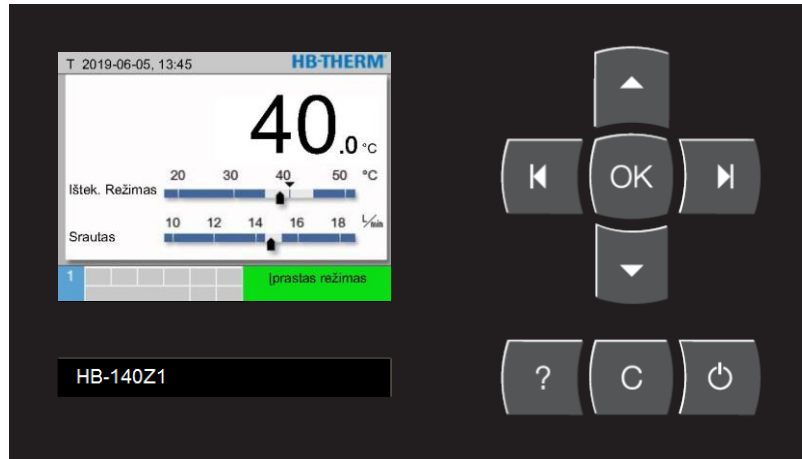 T 2019-06-05, 13:45 HB-THERM
40.0 °C
20 30 40 50 °C
Ištek. Režimas
10 12 14 16 18 L/min
Srautas
1 Įprastas režimas
HB-140Z1
OK
? C